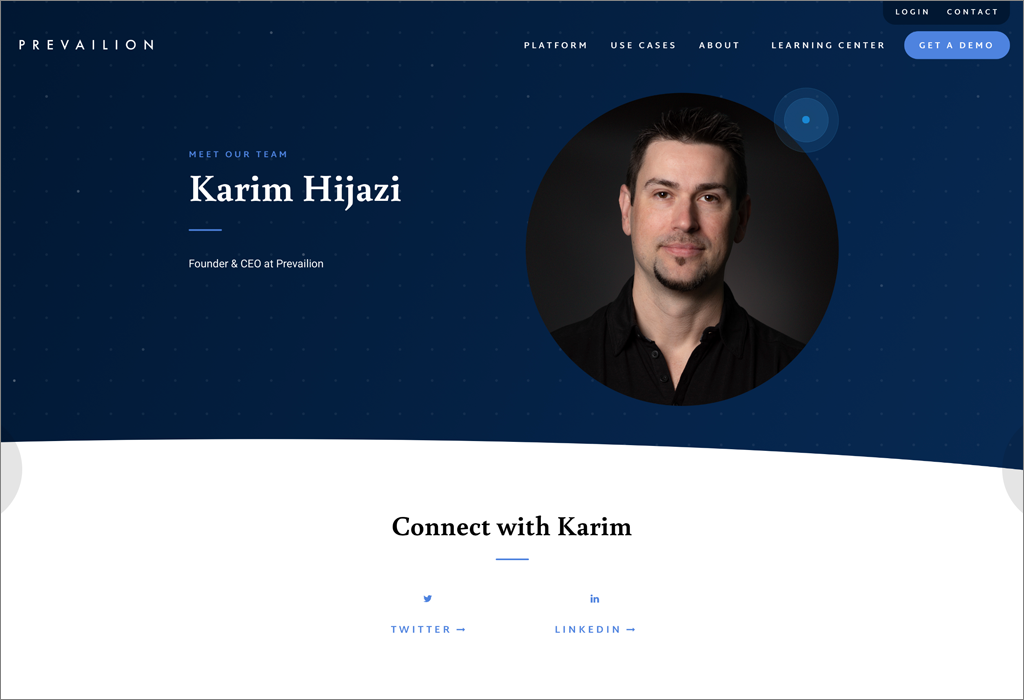 LOGIN CONTACT
PREVAILION PLATFORM USE CASES ABOUT LEARNING CENTER GET A DEMO
MEET OUR TEAM
Karim Hijazi
Founder & CEO at Prevailion
Connect with Karim
TWITTER → LINKEDIN →